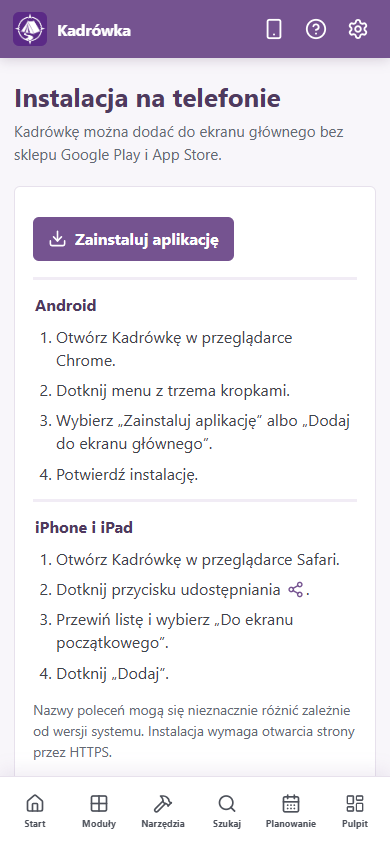 Kadrówka
Instalacja na telefonie
Kadrówkę można dodać do ekranu głównego bez
sklepu Google Play i App Store.
Zainstaluj aplikację
Android
1. Otwórz Kadrówkę w przeglądarce
Chrome.
2. Dotknij menu z trzema kropkami.
3. Wybierz „Zainstaluj aplikację” albo „Dodaj
do ekranu głównego”.
4. Potwierdź instalację.
iPhone i iPad
1. Otwórz Kadrówkę w przeglądarce Safari.
2. Dotknij przycisku udostępniania .
3. Przewiń listę i wybierz „Do ekranu
początkowego”.
4. Dotknij „Dodaj”.
Nazwy poleceń mogą się nieznacznie różnić zależnie
od wersji systemu. Instalacja wymaga otwarcia strony
przez HTTPS.
Start Moduły Narzędzia Szukaj Planowanie Pulpit